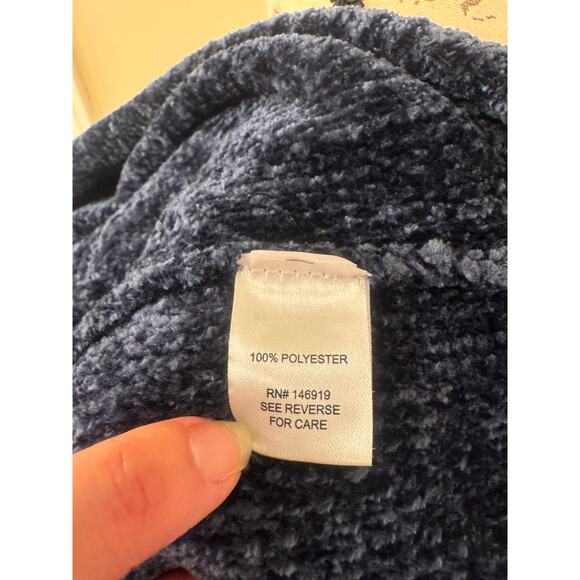 100% POLYESTER
RN# 146919
SEE REVERSE
FOR CARE